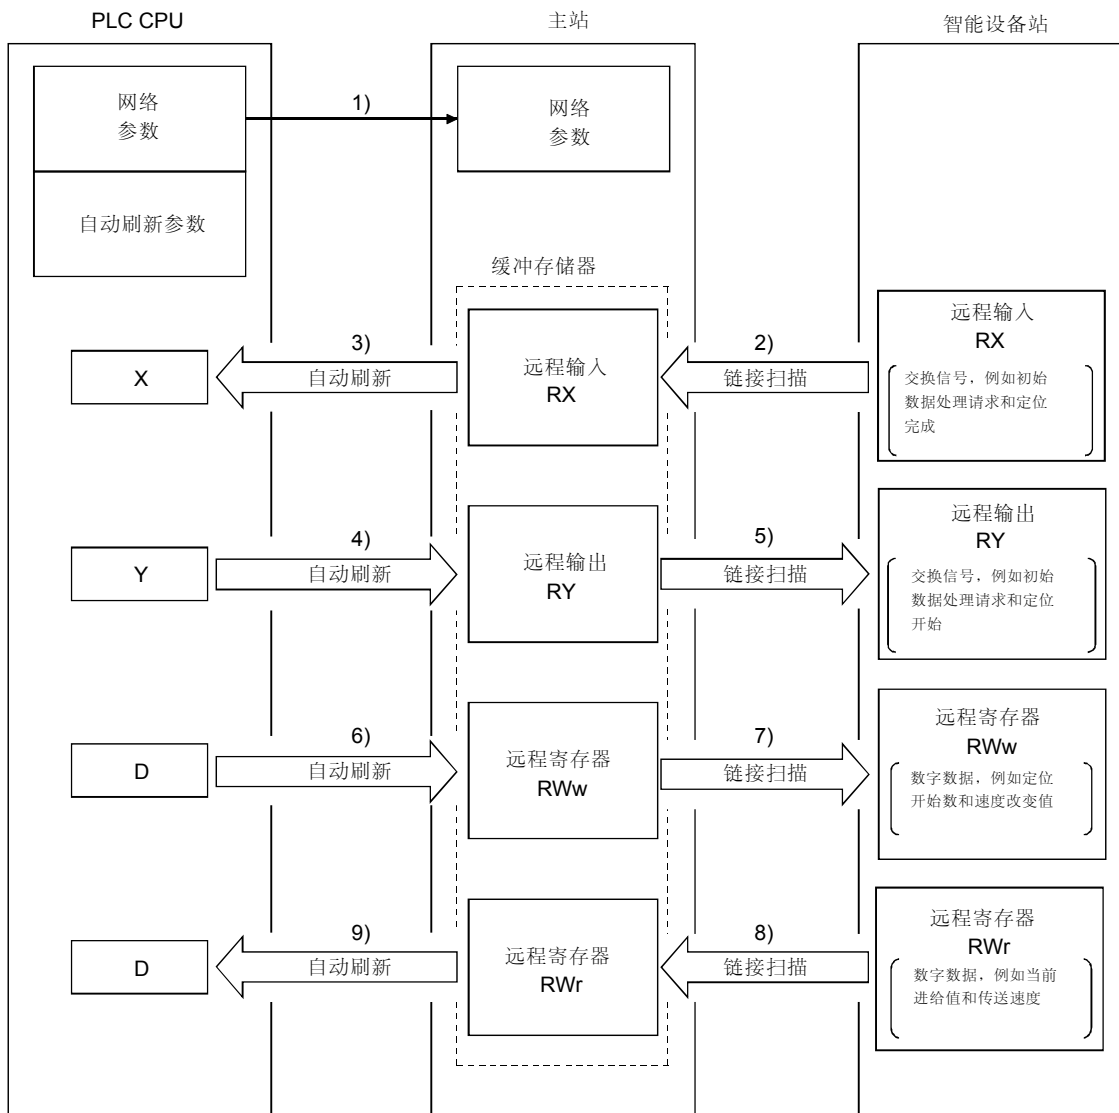 PLC CPU
主站
智能设备站
网络
参数
1)
网络
参数
自动刷新参数
缓冲存储器
X
3)
自动刷新
远程输入
RX
2)
链接扫描
远程输入
RX
交换信号，例如初始
数据处理请求和定位
完成
Y
4)
自动刷新
远程输出
RY
5)
链接扫描
远程输出
RY
交换信号，例如初始
数据处理请求和定位
开始
D
6)
自动刷新
远程寄存器
RWw
7)
链接扫描
远程寄存器
RWw
数字数据，例如定位
开始数和速度改变值
D
9)
自动刷新
远程寄存器
RWr
8)
链接扫描
远程寄存器
RWr
数字数据，例如当前
进给值和传送速度